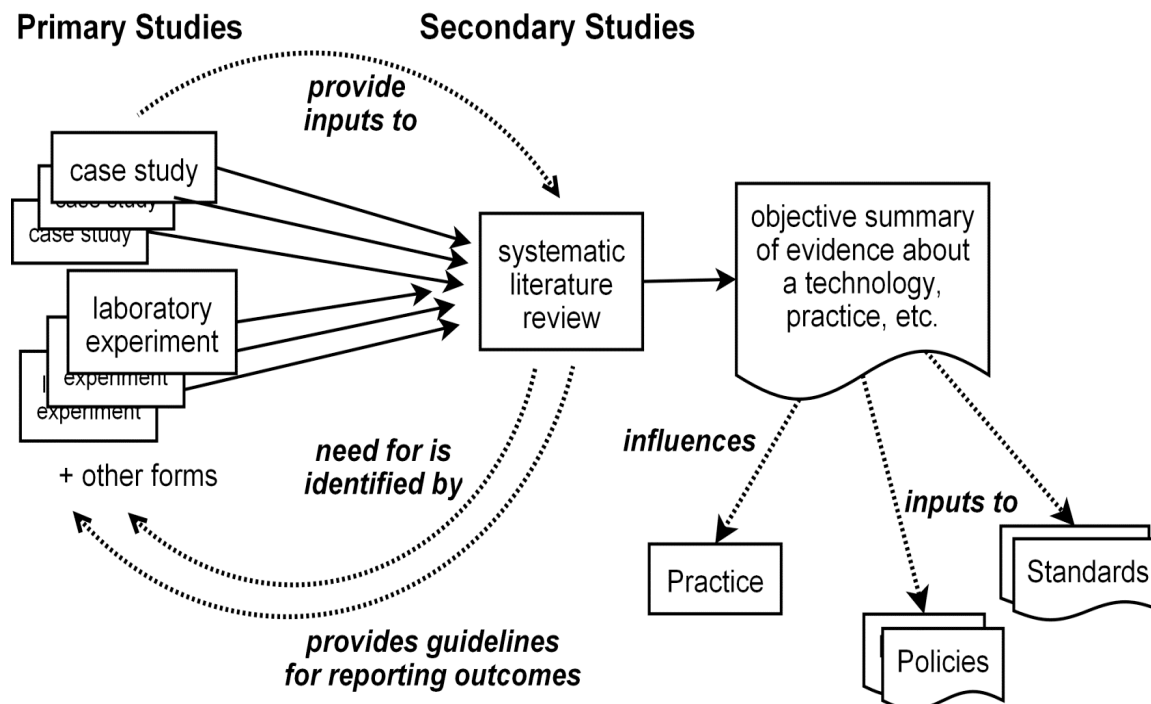 Primary Studies
Secondary Studies
provide
inputs to
case study
case study
case study
laboratory
experiment
experiment
experiment
+ other forms
systematic
literature
review
objective summary
of evidence about
a technology,
practice, etc.
need for is
identified by
provides guidelines
for reporting outcomes
influences
inputs to
Practice
Policies
Standards